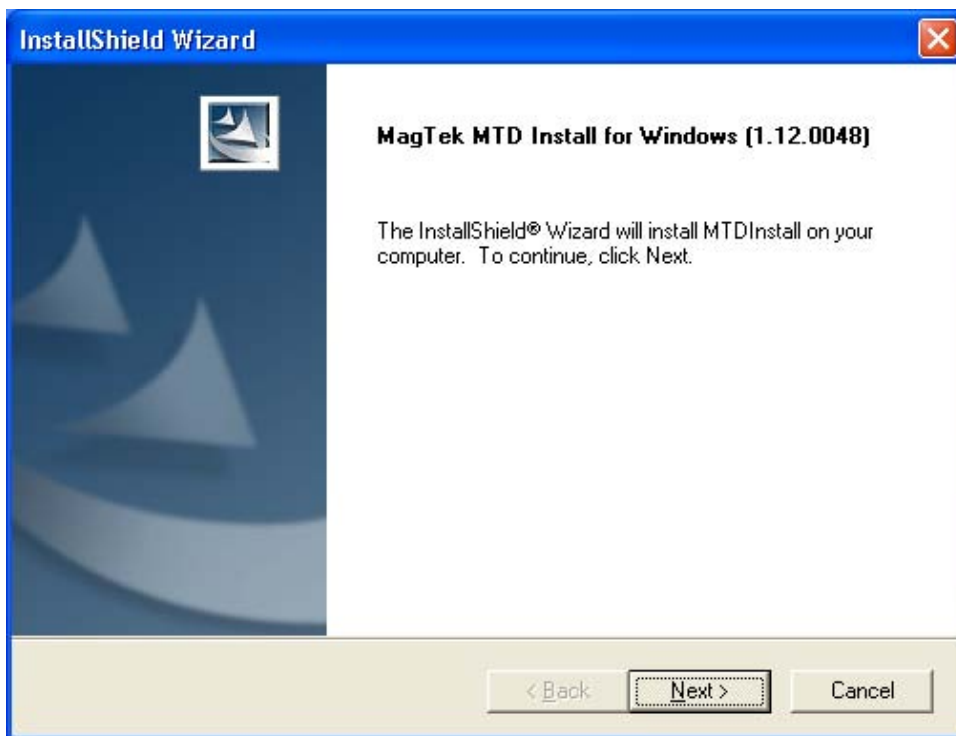 InstallShield Wizard
MagTek MTD Install for Windows (1.12.0048)
The InstallShield® Wizard will install MTDInstall on your
computer. To continue, click Next.
< Back
Next >
Cancel